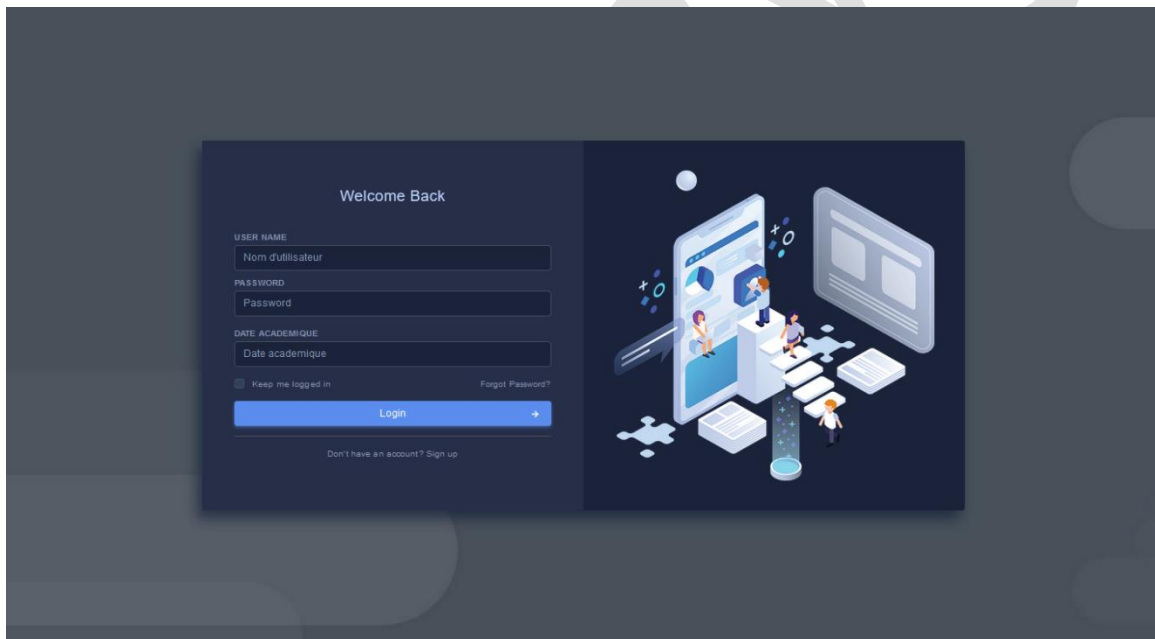 Welcome Back
USER NAME
Nom d'utilisateur
PASSWORD
Password
DATE ACADEMIQUE
Date academique
Keep me logged in Forgot Password?
Login
Don't have an account? Sign up